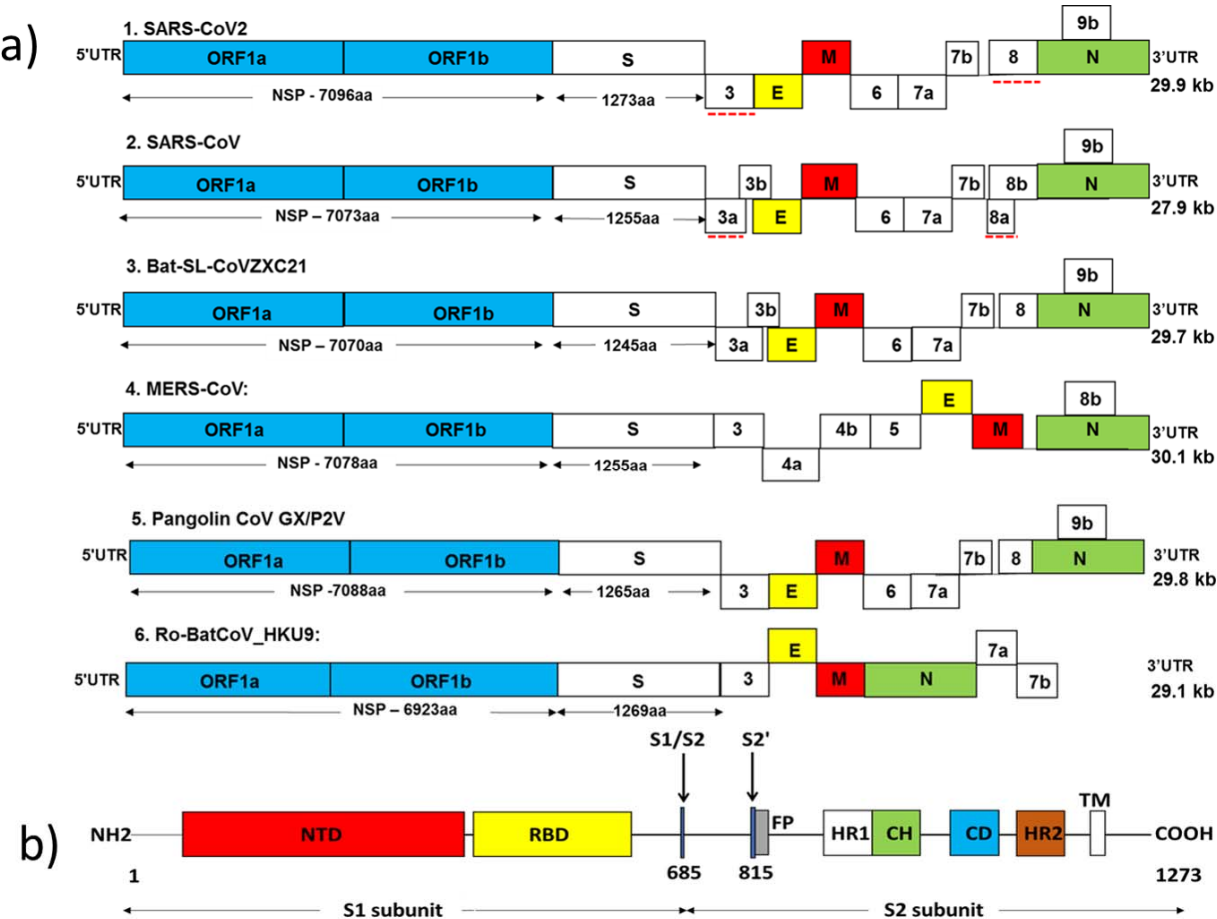 a)
1. SARS-CoV2
9b
5'UTR ORF1a ORF1b S M 7b 8 N 3'UTR
NSP - 7096aa 1273aa 3 E 6 7a 29.9 kb
2. SARS-CoV
9b
5'UTR ORF1a ORF1b S 3b M 7b 8b N 3'UTR
NSP – 7073aa 1255aa 3a E 6 7a 8a 27.9 kb
3. Bat-SL-CoVZXC21
9b
5'UTR ORF1a ORF1b S 3b M 7b 8 N 3'UTR
NSP – 7070aa 1245aa 3a E 6 7a 29.7 kb
4. MERS-CoV:
E 8b
5'UTR ORF1a ORF1b S 3 4b 5 M N 3'UTR
NSP - 7078aa 1255aa 4a 30.1 kb
5. Pangolin CoV GX/P2V
9b
5'UTR ORF1a ORF1b S M 7b 8 N 3'UTR
NSP -7088aa 1265aa 3 E 6 7a 29.8 kb
6. Ro-BatCoV_HKU9:
E 7a
5'UTR ORF1a ORF1b S 3 M N 7b 3'UTR
NSP – 6923aa 1269aa 29.1 kb
b)
S1/S2 S2'
NH2 NTD RBD FP HR1 CH CD HR2 TM COOH
1 685 815 1273
S1 subunit S2 subunit